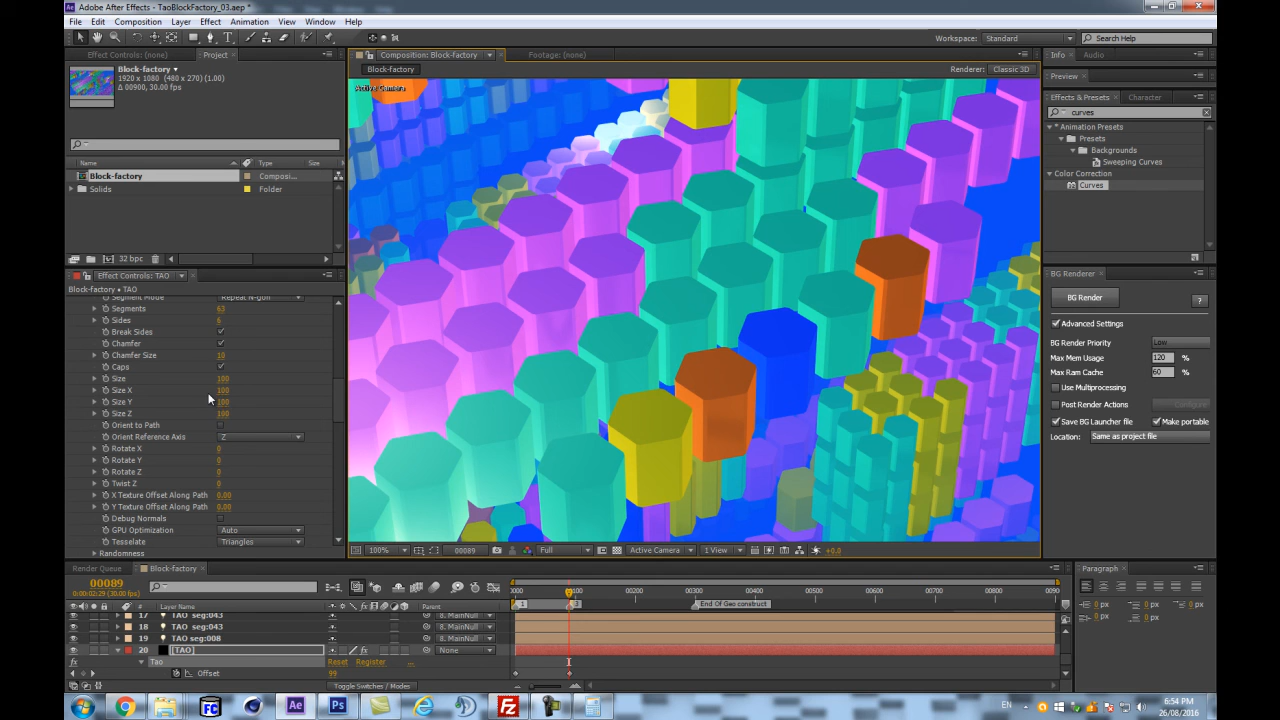 Adobe After Effects - TaoBlockFactory_03.aep *
File Edit Composition Layer Effect Animation View Window Help
Workspace: Standard Search Help
Effect Controls: (none) Project
Block-factory
1920 x 1080 (480 x 270) (1.00)
Δ 00900, 30.00 fps
Name Type Size
Block-factory Composi...
Solids Folder
32 bpc
Effect Controls: TAO
Block-factory • TAO
Segment Mode Repeat N-gon
Segments 63
Sides 6
Break Sides
Chamfer
Chamfer Size 10
Caps
Size 100
Size X 100
Size Y 100
Size Z 100
Orient to Path
Orient Reference Axis Z
Rotate X 0
Rotate Y 0
Rotate Z 0
Twist Z 0
X Texture Offset Along Path 0.00
Y Texture Offset Along Path 0.00
Debug Normals
GPU Optimization Auto
Tesselate Triangles
Randomness
Composition: Block-factory Footage: (none)
Block-factory Renderer: Classic 3D
Active Camera
100% 00089 Full Active Camera 1 View +0.0
Info Audio
Preview
Effects & Presets Character
curves
* Animation Presets
Presets
Backgrounds
Sweeping Curves
Color Correction
Curves
BG Renderer
BG Render ?
Advanced Settings
BG Render Priority Low
Max Mem Usage 120 %
Max Ram Cache 60 %
Use Multiprocessing
Post Render Actions
Save BG Launcher file Make portable
Location: Same as project file
Render Queue Block-factory
00089
0:00:02:29 (30.00 fps)
# Layer Name Parent
0000 100 00200 00300 00400 00500 00600 00700 00800 0090
1 3 End Of Geo construct
17 TAO seg:043 8. MainNull
18 TAO seg:043 8. MainNull
19 TAO seg:008 8. MainNull
20 [TAO] None
Tao Reset Register ...
Offset 99
Toggle Switches / Modes
Paragraph
0 px 0 px 0 px
0 px 0 px
EN 6:54 PM
26/08/2016